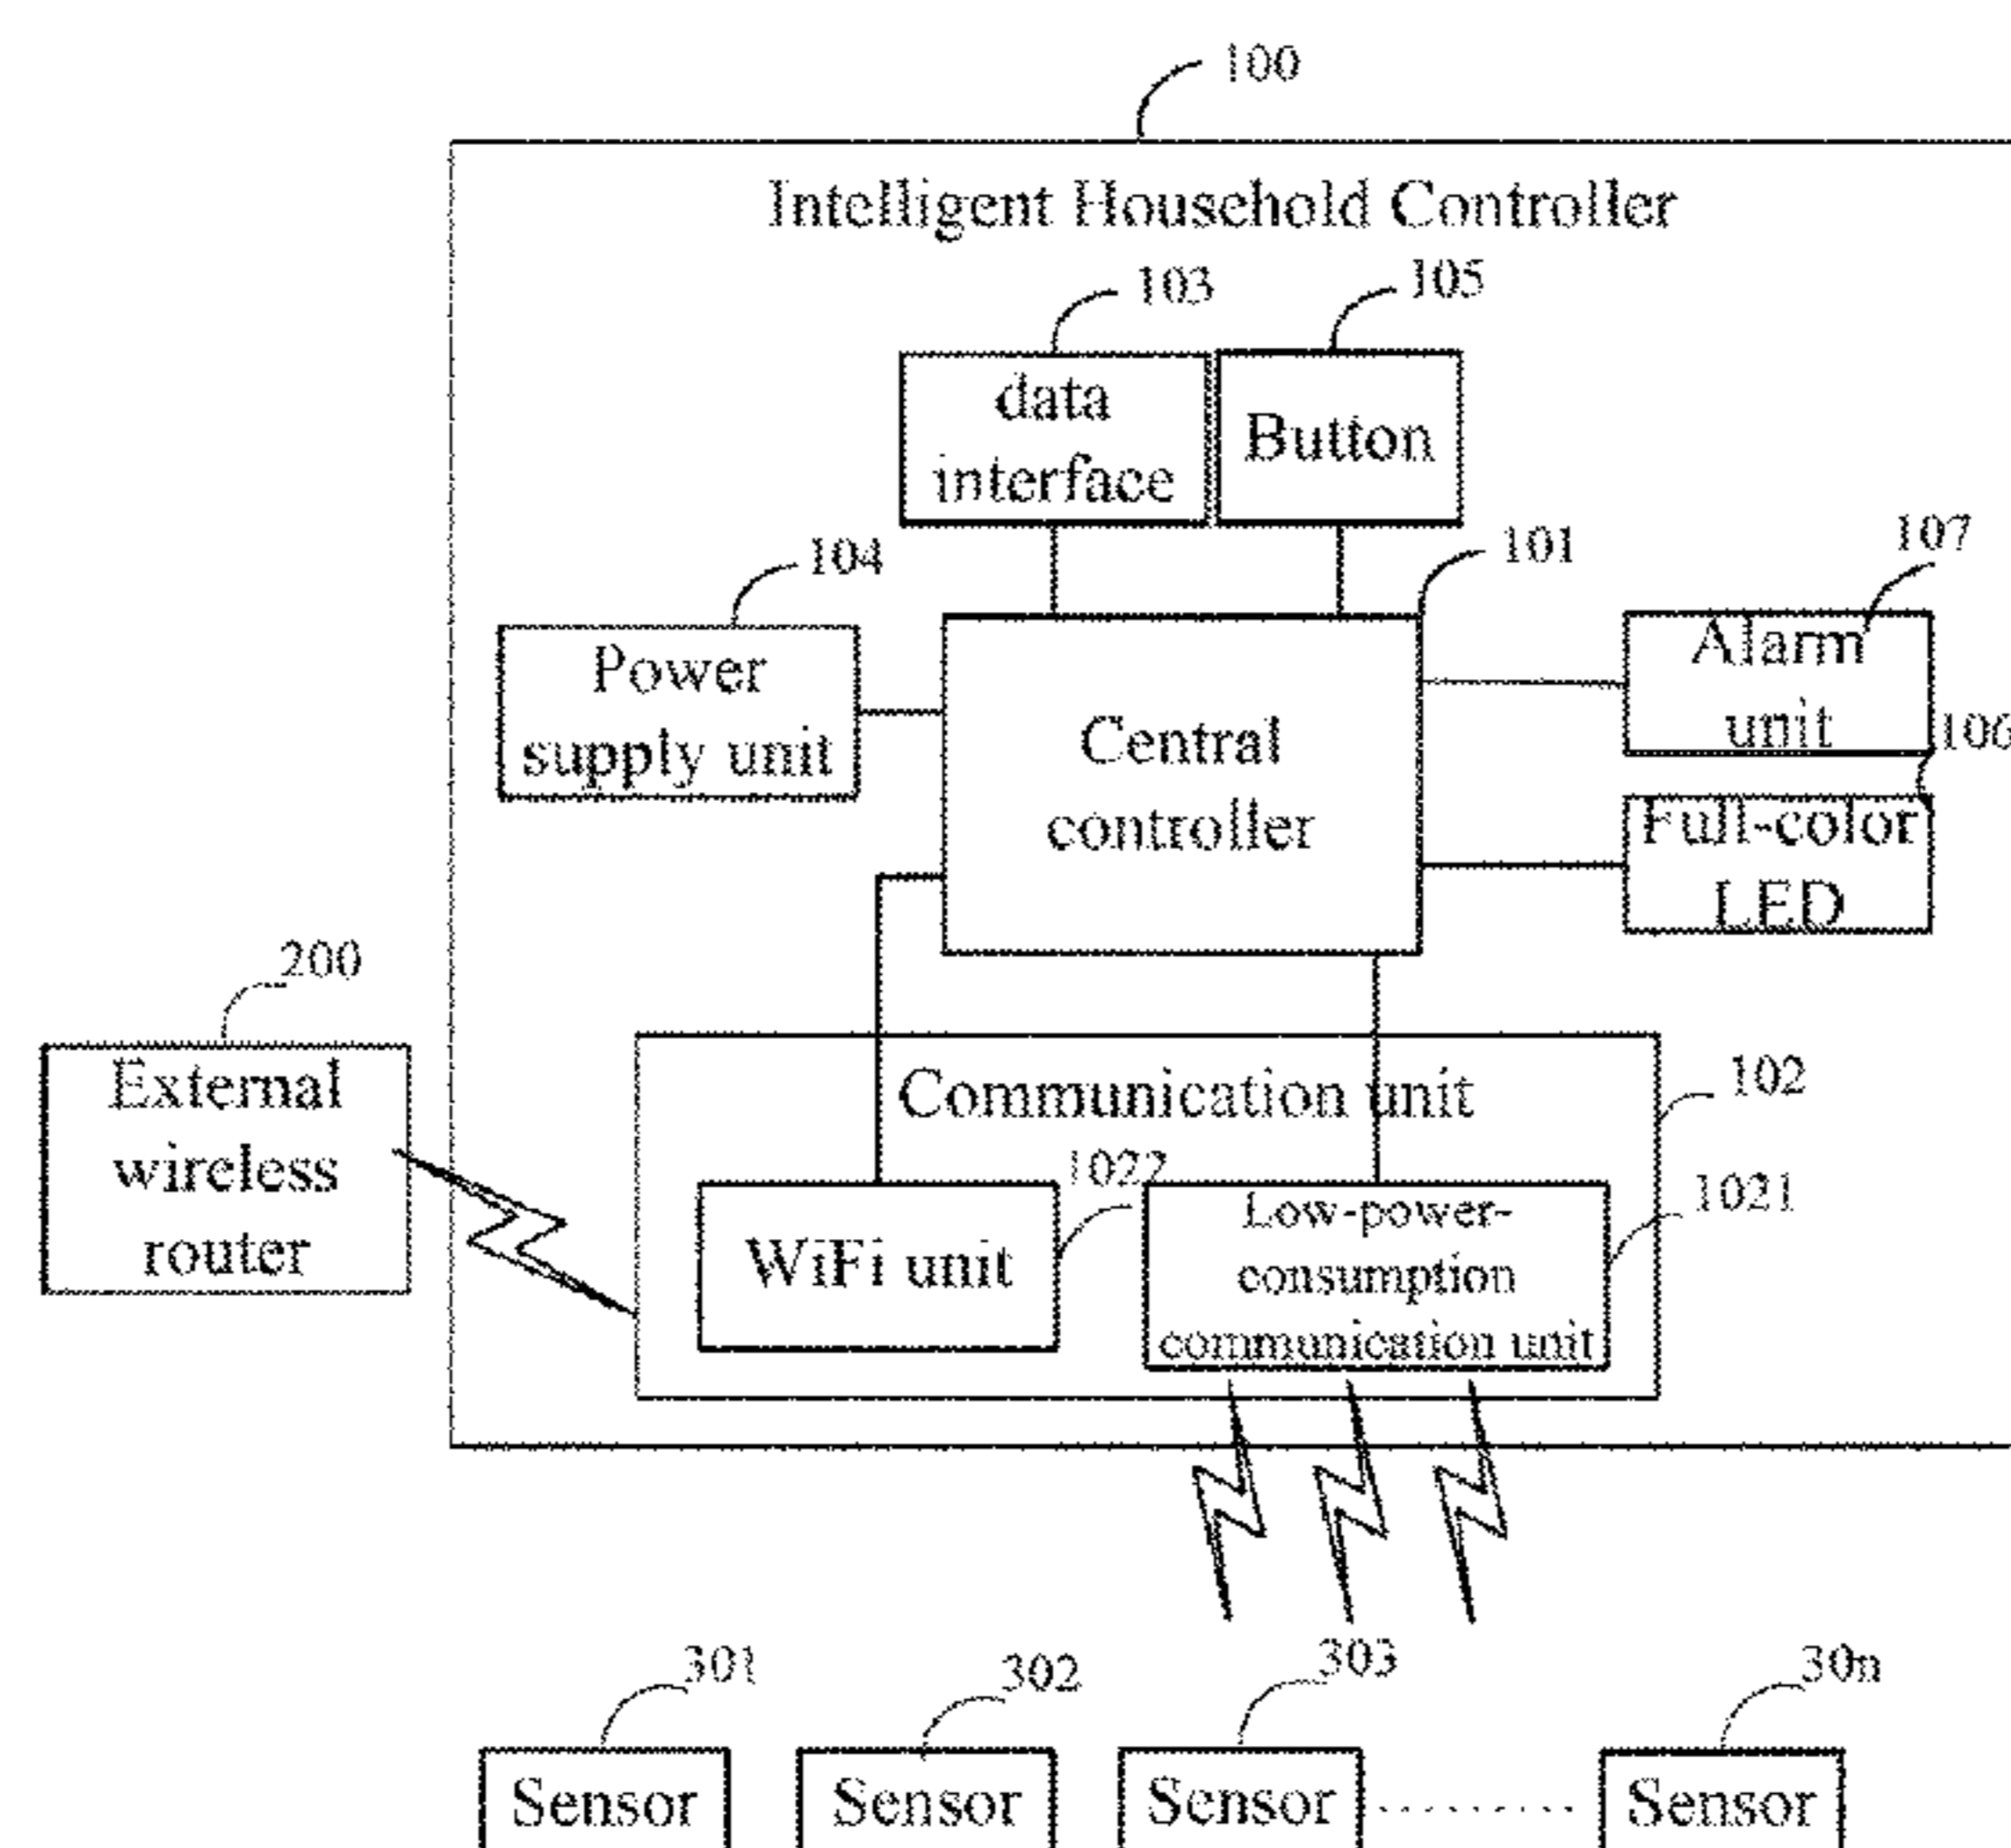 100
Intelligent Household Controller
103
105
data
interface
Button
104
101
107
Power
supply unit
Central
controller
Alarm
unit
106
Full-color
LED
200
External
wireless
router
Communication unit
102
1022
1021
WiFi unit
Low-power-
consumption
communication unit
301
302
303
30n
Sensor
Sensor
Sensor
Sensor